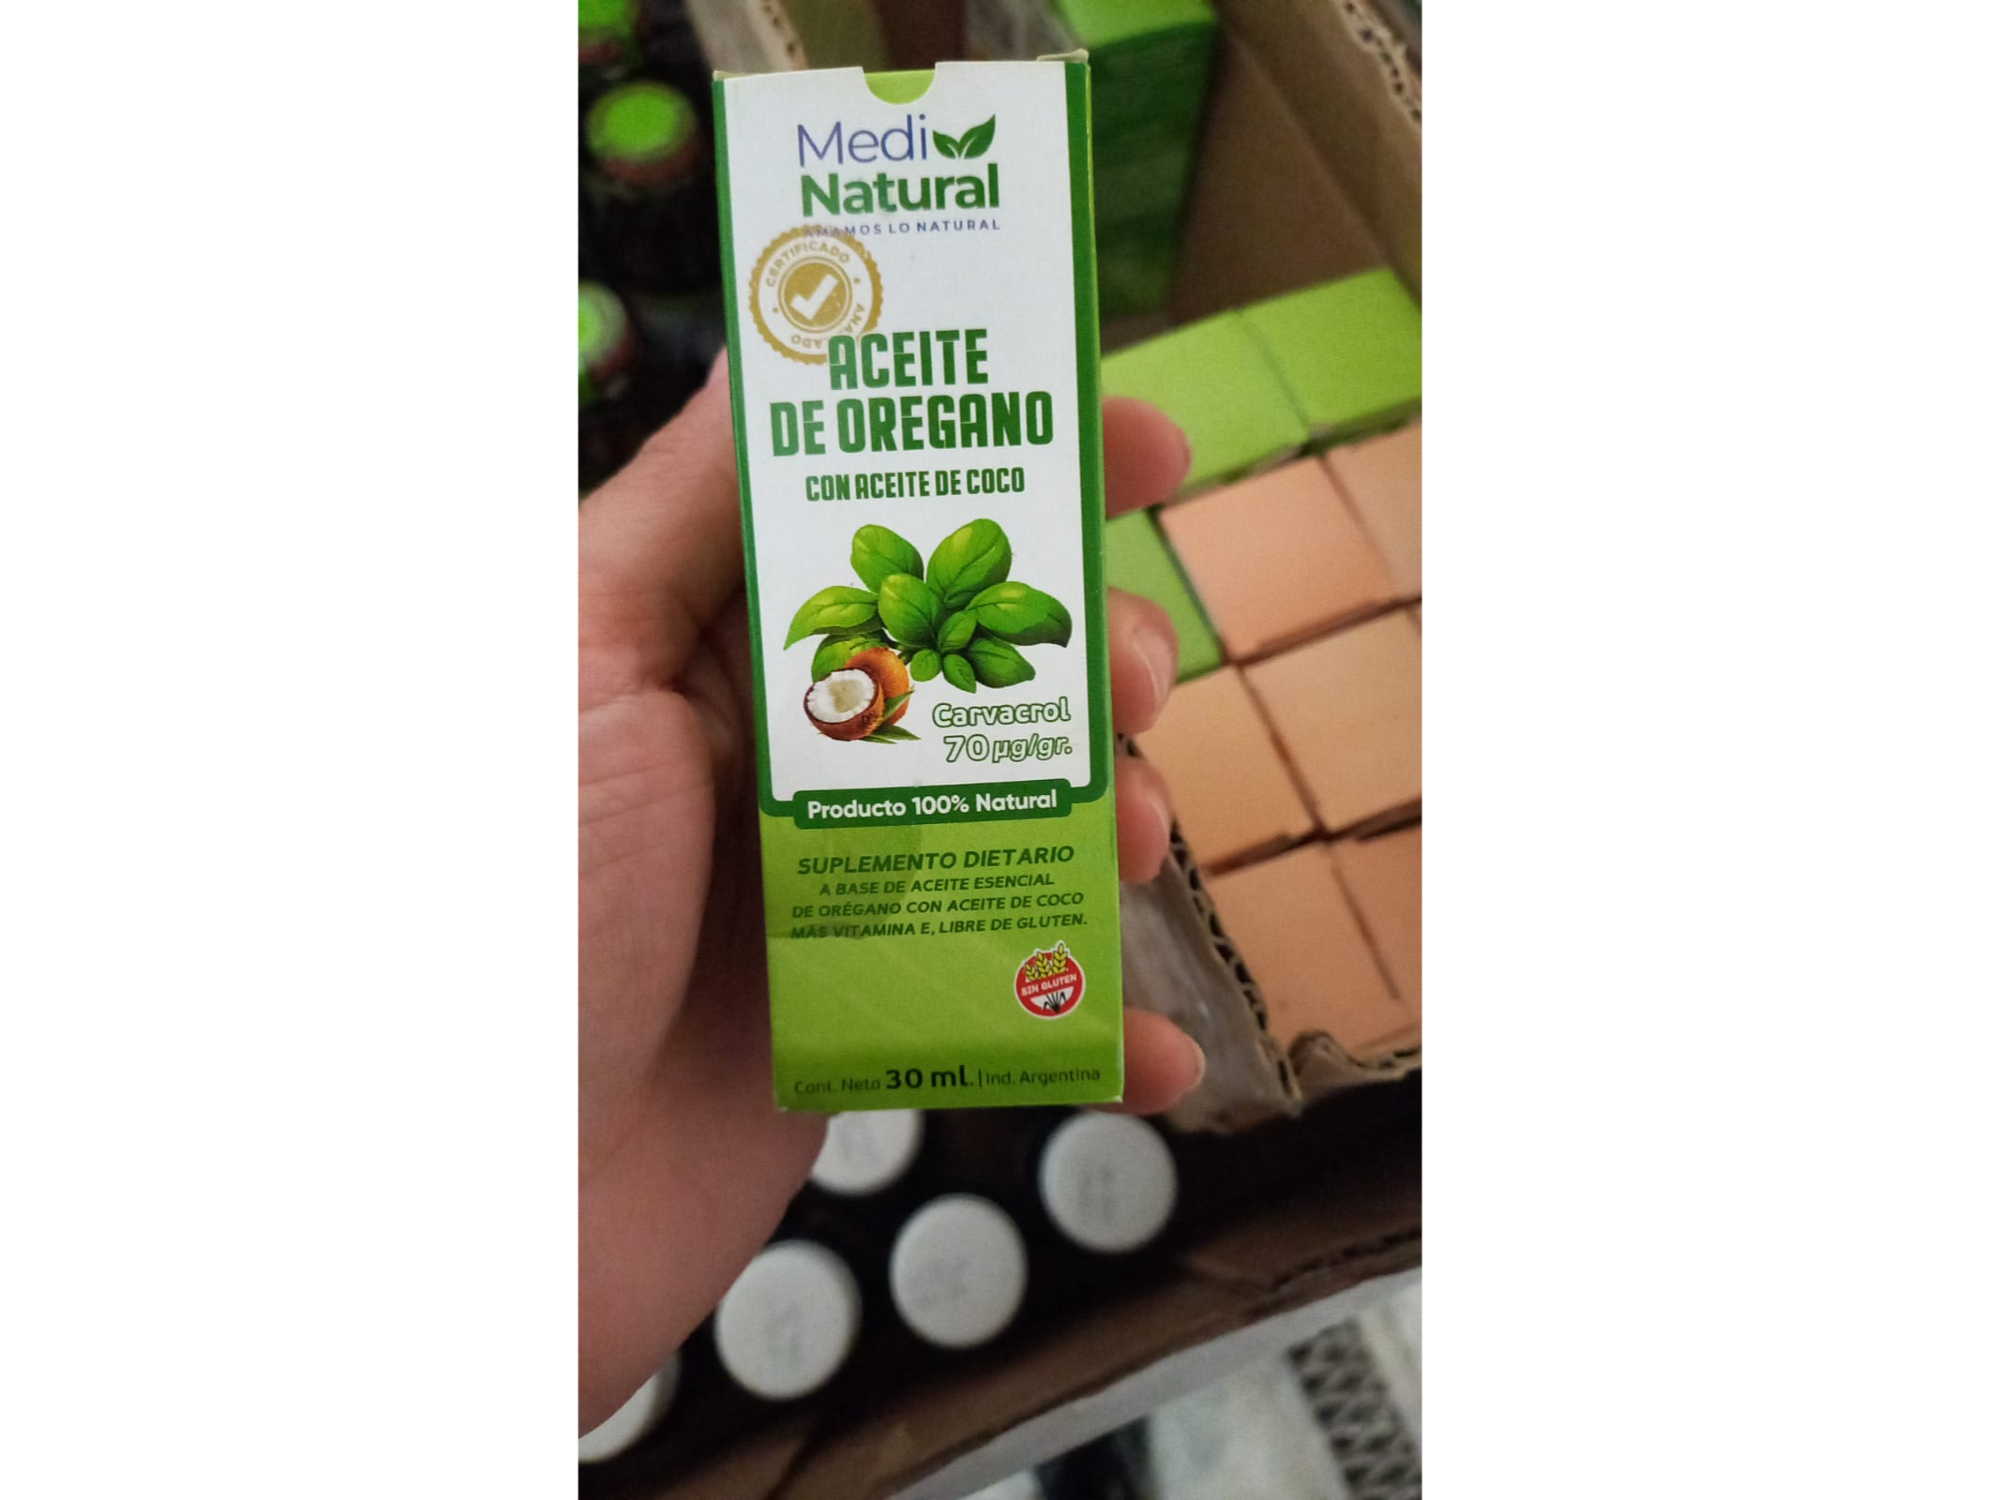 Medi
Natural
AMAMOS LO NATURAL
CERTIFICADO
ACEITE
DE OREGANO
CON ACEITE DE COCO
Carvacrol
70 µg/gr.
Producto 100% Natural
SUPLEMENTO DIETARIO
A BASE DE ACEITE ESENCIAL
DE ORÉGANO CON ACEITE DE COCO
MAS VITAMINA E, LIBRE DE GLUTEN.
SIN GLUTEN
Cont. Neto 30 ml. | Ind. Argentina